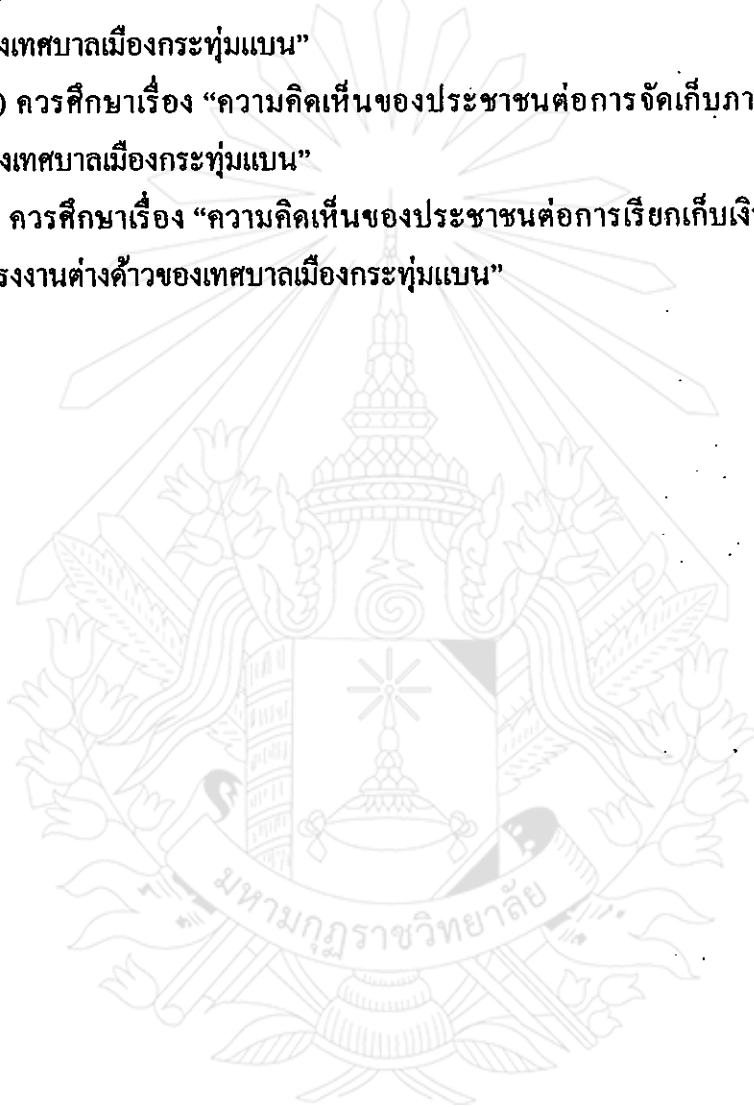 งเทศบาลเมืองกระทุ่มแบน”
) ควรศึกษาเรื่อง “ความคิดเห็นของประชาชนต่อการจัดเก็บภา
งเทศบาลเมืองกระทุ่มแบน”
ควรศึกษาเรื่อง “ความคิดเห็นของประชาชนต่อการเรียกเก็บเงิ
รงงานต่างด้าวของเทศบาลเมืองกระทุ่มแบน”
มหามกุฏราชวิทยาลัย